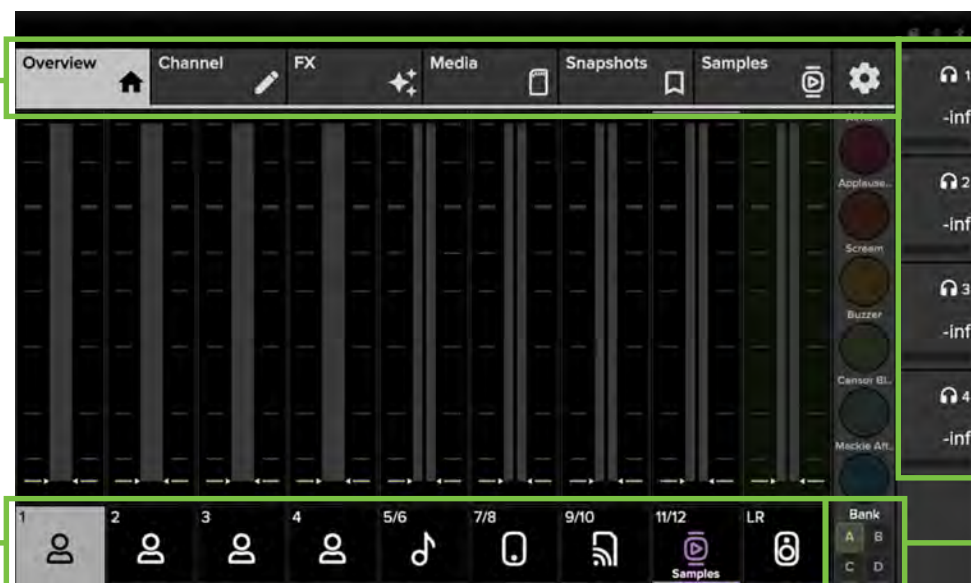 Overview Channel FX Media Snapshots Samples
1
-inf
Applause..
2
-inf
Scream
Buzzer
3
-inf
Censor Bl..
4
-inf
Mackie Aft..
1 2 3 4 5/6 7/8 9/10 11/12 LR Bank
A B
Samples
C D